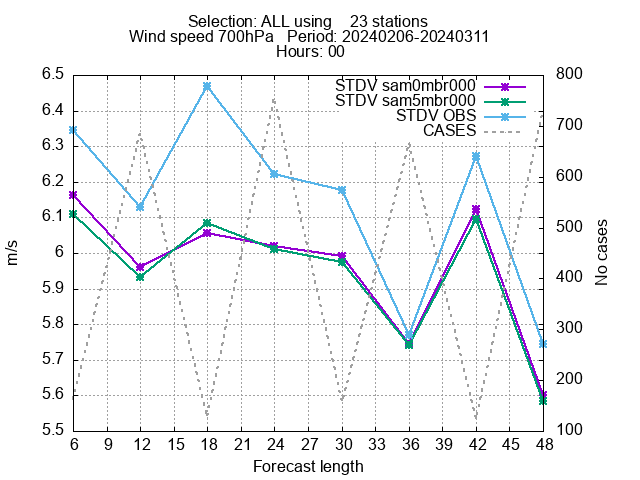 Selection: ALL using    23 stations
Wind speed 700hPa   Period: 20240206-20240311
Hours: 00
STDV sam0mbr000
STDV sam5mbr000
STDV OBS
CASES
6.5
6.4
6.3
6.2
6.1
6
5.9
5.8
5.7
5.6
5.5
m/s
800
700
600
500
400
300
200
100
No cases
6 9 12 15 18 21 24 27 30 33 36 39 42 45 48
Forecast length